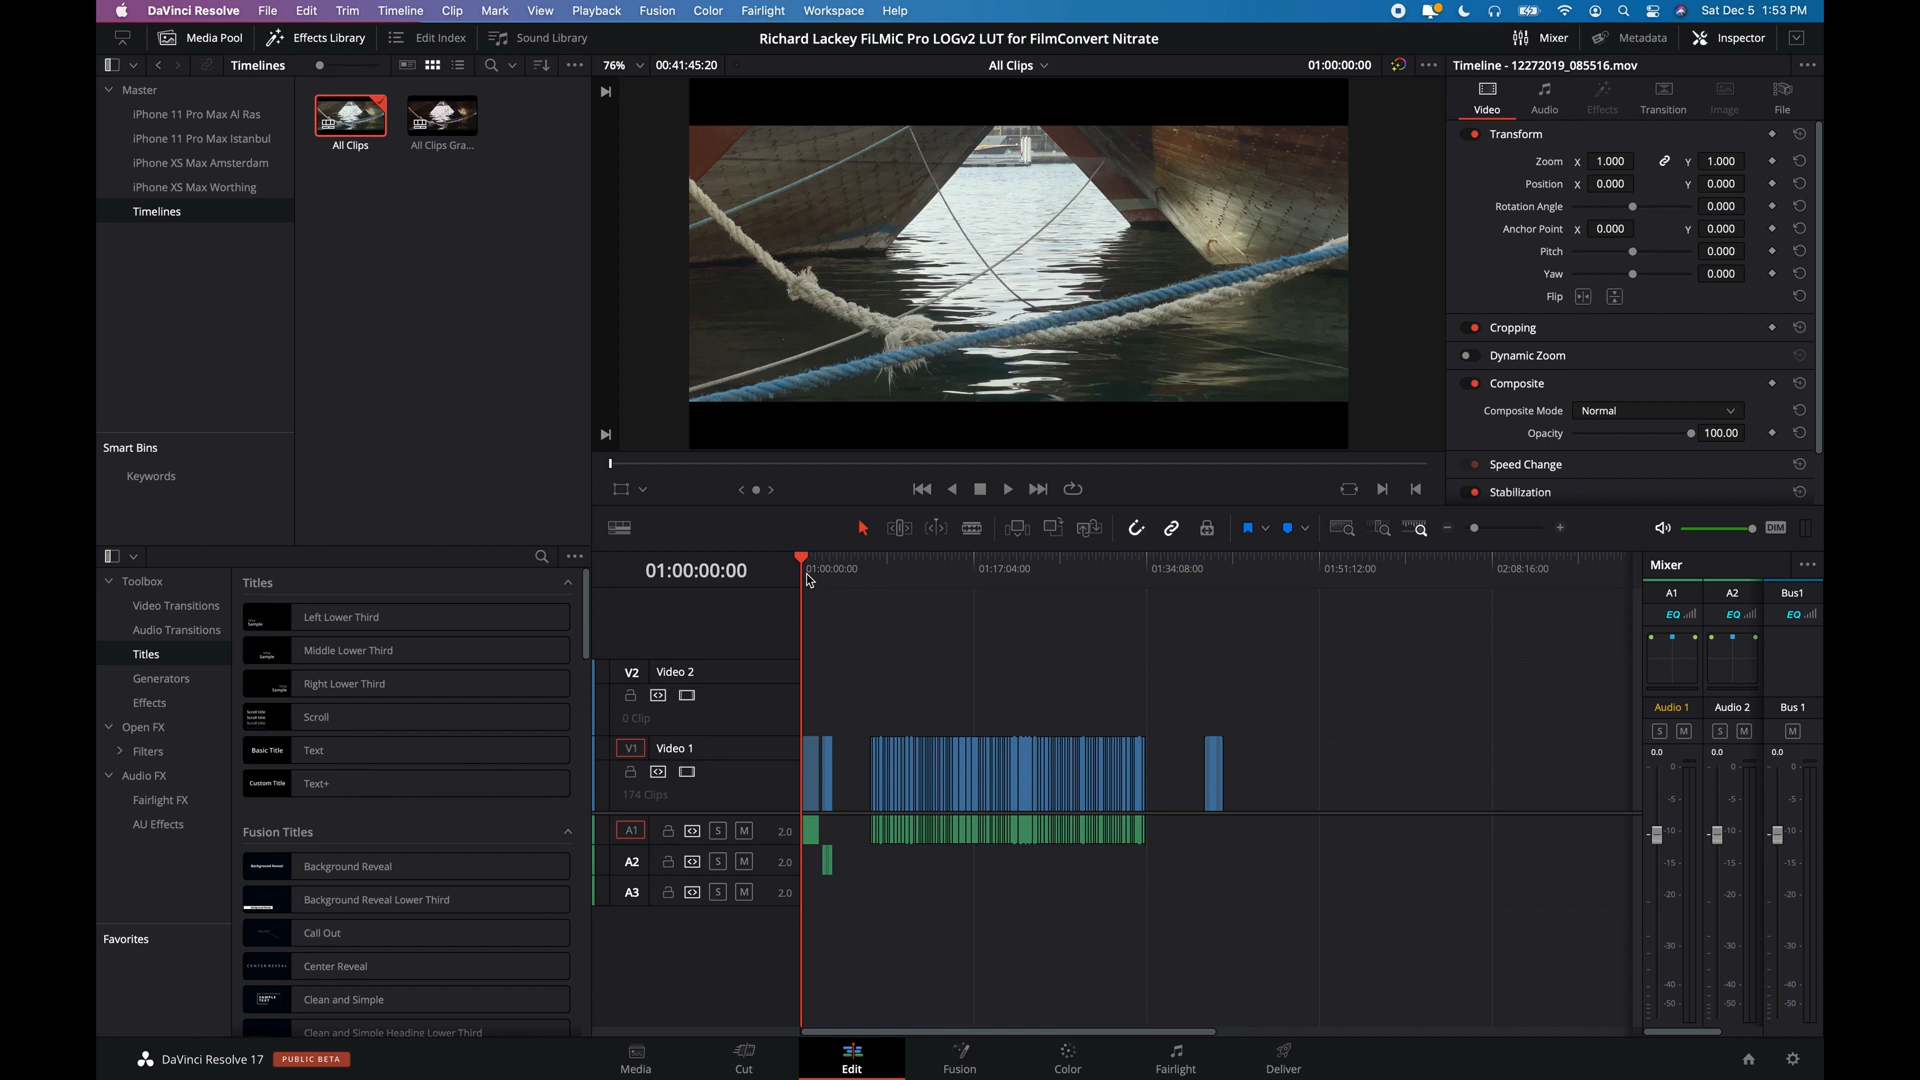 DaVinci Resolve File Edit Trim Timeline Clip Mark View Playback Fusion Color Fairlight Workspace Help Sat Dec 5 1:53 PM
Media Pool Effects Library Edit Index Sound Library Richard Lackey FiLMiC Pro LOGv2 LUT for FilmConvert Nitrate Mixer Metadata Inspector
Timelines 76% 00:41:45:20 All Clips 01:00:00:00 Timeline - 12272019_085516.mov
Master
iPhone 11 Pro Max Al Ras
iPhone 11 Pro Max Istanbul
iPhone XS Max Amsterdam
iPhone XS Max Worthing
Timelines
All Clips All Clips Gra...
Smart Bins
Keywords
Video Audio Effects Transition Image File
Transform
Zoom X 1.000 Y 1.000
Position X 0.000 Y 0.000
Rotation Angle 0.000
Anchor Point X 0.000 Y 0.000
Pitch 0.000
Yaw 0.000
Flip
Cropping
Dynamic Zoom
Composite
Composite Mode Normal
Opacity 100.00
Speed Change
Stabilization
DIM
Toolbox
Video Transitions
Audio Transitions
Titles
Generators
Effects
Open FX
Filters
Audio FX
Fairlight FX
AU Effects
Favorites
Titles
Left Lower Third
Middle Lower Third
Right Lower Third
Scroll
Basic Title Text
Custom Title Text+
Fusion Titles
Background Reveal
Background Reveal Lower Third
Call Out
Center Reveal
Clean and Simple
Clean and Simple Heading Lower Third
01:00:00:00 01:00:00:00 01:17:04:00 01:34:08:00 01:51:12:00 02:08:16:00
V2 Video 2
0 Clip
V1 Video 1
174 Clips
A1 S M 2.0
A2 S M 2.0
A3 S M 2.0
Mixer
A1 A2 Bus1
EQ EQ EQ
Audio 1 Audio 2 Bus 1
S M S M M
0.0 0.0 0.0
0 0 0
-5 -5 -5
-10 -10 -10
-15 -15 -15
-20 -20 -20
-30 -30 -30
-40 -40 -40
-50 -50 -50
DaVinci Resolve 17 PUBLIC BETA Media Cut Edit Fusion Color Fairlight Deliver